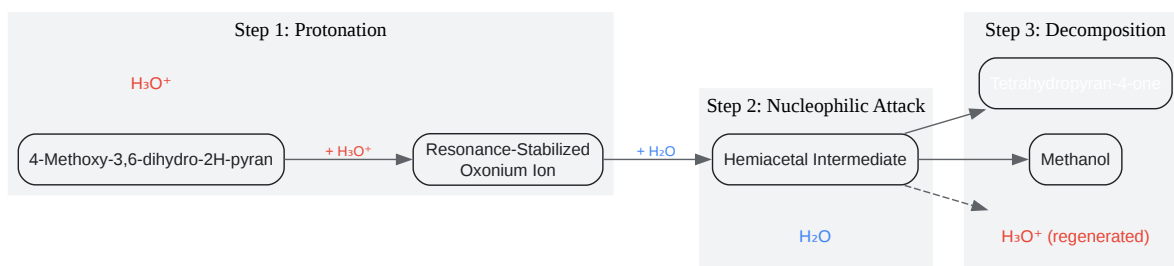 Step 1: Protonation
H₃O⁺
4-Methoxy-3,6-dihydro-2H-pyran
+ H₃O⁺
Resonance-Stabilized
Oxonium Ion
+ H₂O
Step 2: Nucleophilic Attack
Hemiacetal Intermediate
H₂O
Step 3: Decomposition
Tetrahydropyran-4-one
Methanol
H₃O⁺ (regenerated)